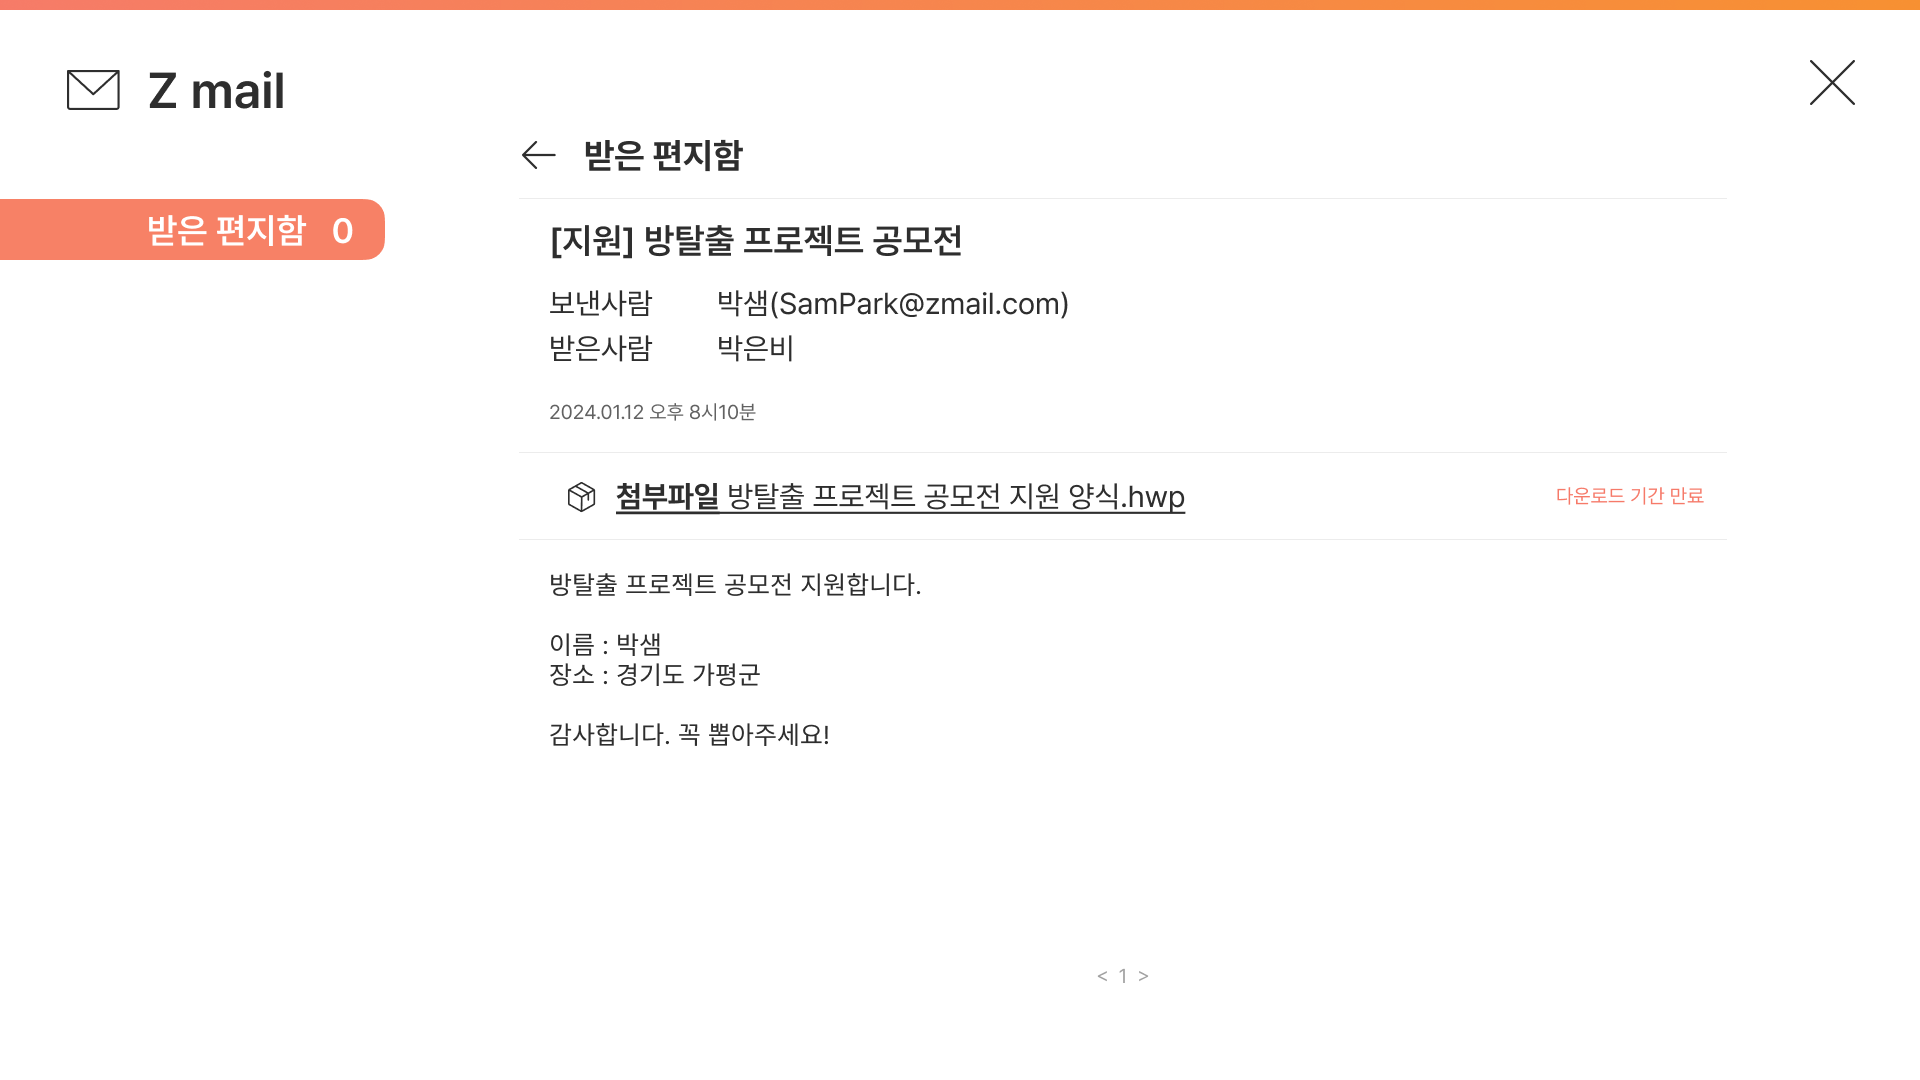 Z mail
받은 편지함
받은 편지함 0
[지원] 방탈출 프로젝트 공모전
보낸사람 박샘(SamPark@zmail.com)
받은사람 박은비
2024.01.12 오후 8시10분
첨부파일 방탈출 프로젝트 공모전 지원 양식.hwp 다운로드 기간 만료
방탈출 프로젝트 공모전 지원합니다.
이름 : 박샘
장소 : 경기도 가평군
감사합니다. 꼭 뽑아주세요!
< 1 >